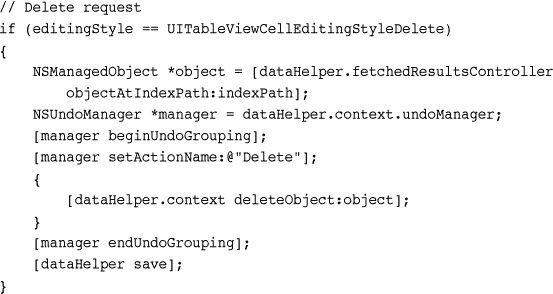 // Delete request
if (editingStyle == UITableViewCellEditingStyleDelete)
{
    NSManagedObject *object = [dataHelper.fetchedResultsController
        objectAtIndexPath:indexPath];
    NSUndoManager *manager = dataHelper.context.undoManager;
    [manager beginUndoGrouping];
    [manager setActionName:@"Delete"];
    {
        [dataHelper.context deleteObject:object];
    }
    [manager endUndoGrouping];
    [dataHelper save];
}